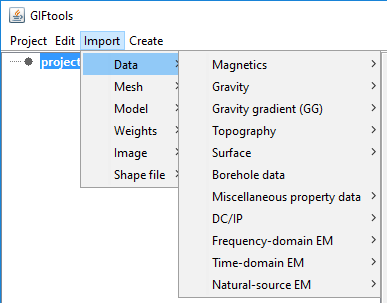 GIFtools
Project Edit Import Create
project
Data
Mesh
Model
Weights
Image
Shape file
Magnetics
Gravity
Gravity gradient (GG)
Topography
Surface
Borehole data
Miscellaneous property data
DC/IP
Frequency-domain EM
Time-domain EM
Natural-source EM